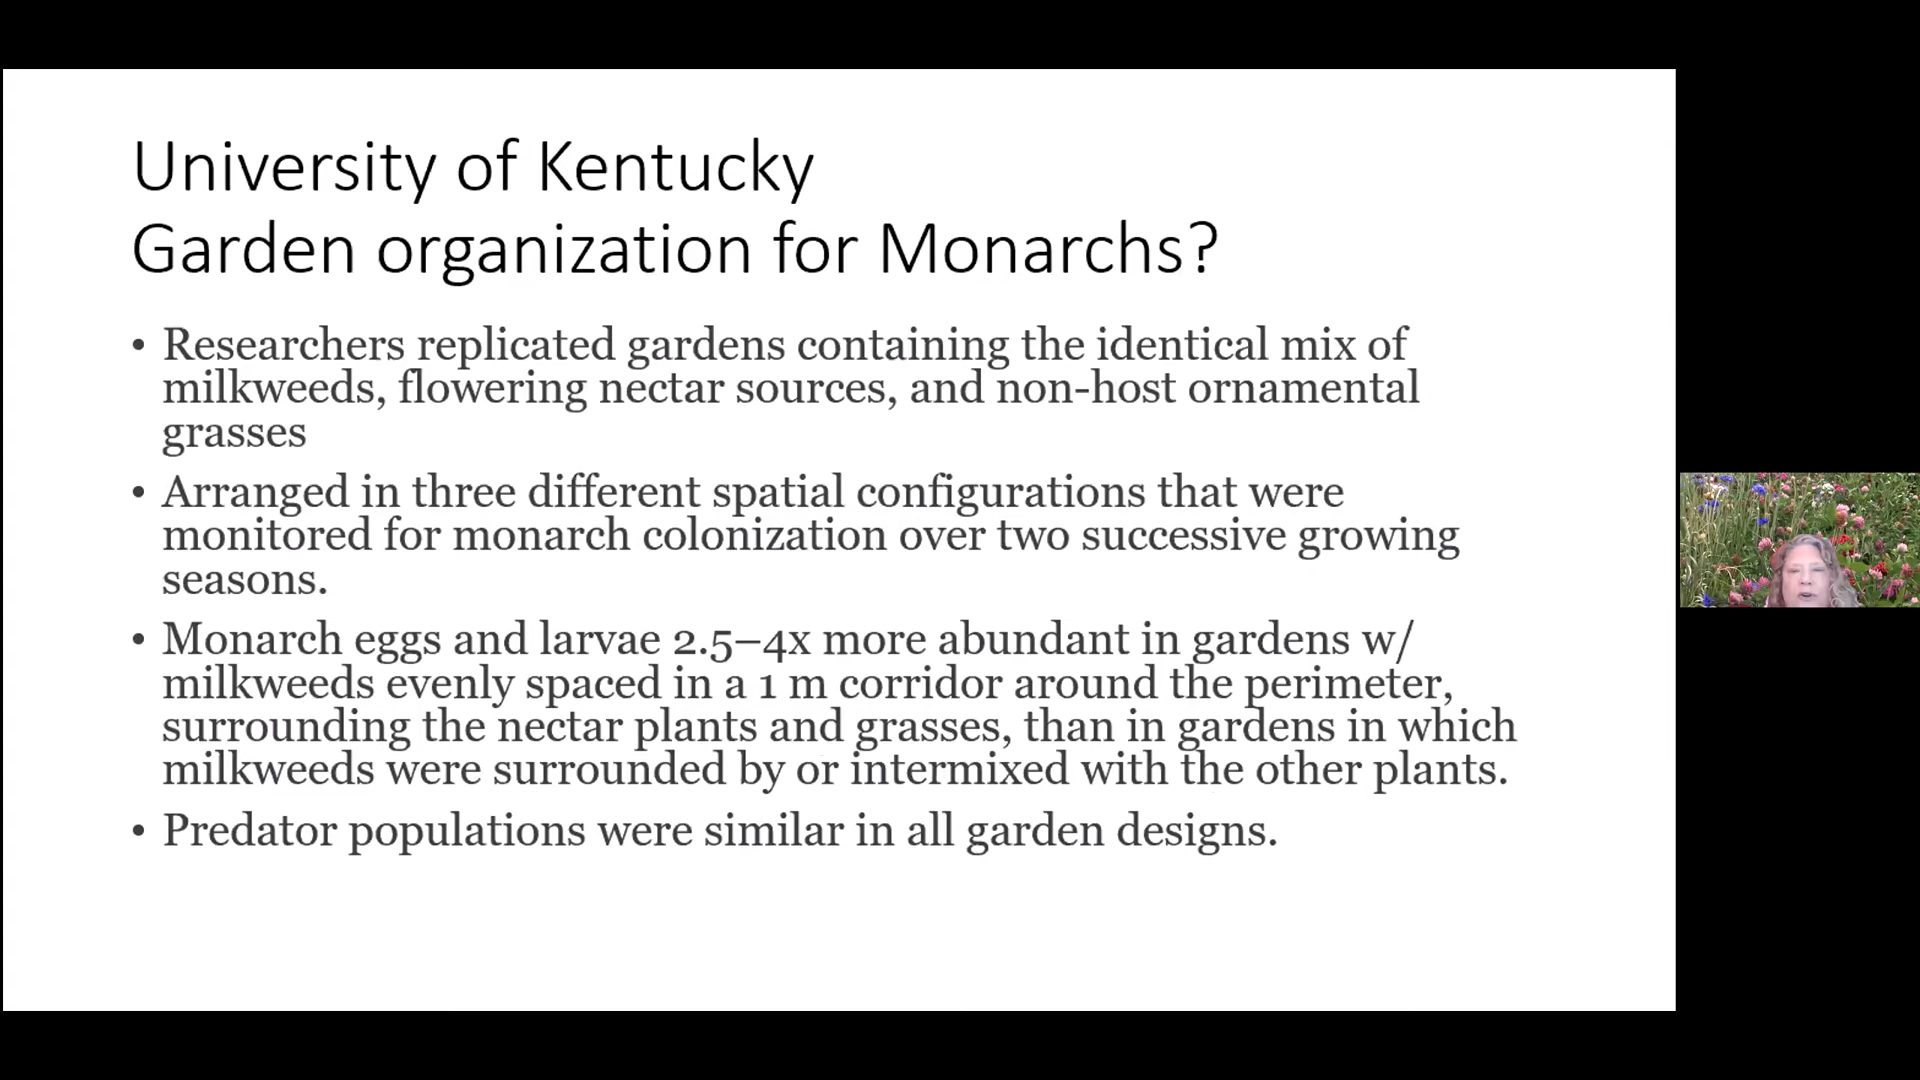 University of Kentucky
Garden organization for Monarchs?
• Researchers replicated gardens containing the identical mix of
milkweeds, flowering nectar sources, and non-host ornamental
grasses
• Arranged in three different spatial configurations that were
monitored for monarch colonization over two successive growing
seasons.
• Monarch eggs and larvae 2.5–4x more abundant in gardens w/
milkweeds evenly spaced in a 1 m corridor around the perimeter,
surrounding the nectar plants and grasses, than in gardens in which
milkweeds were surrounded by or intermixed with the other plants.
• Predator populations were similar in all garden designs.